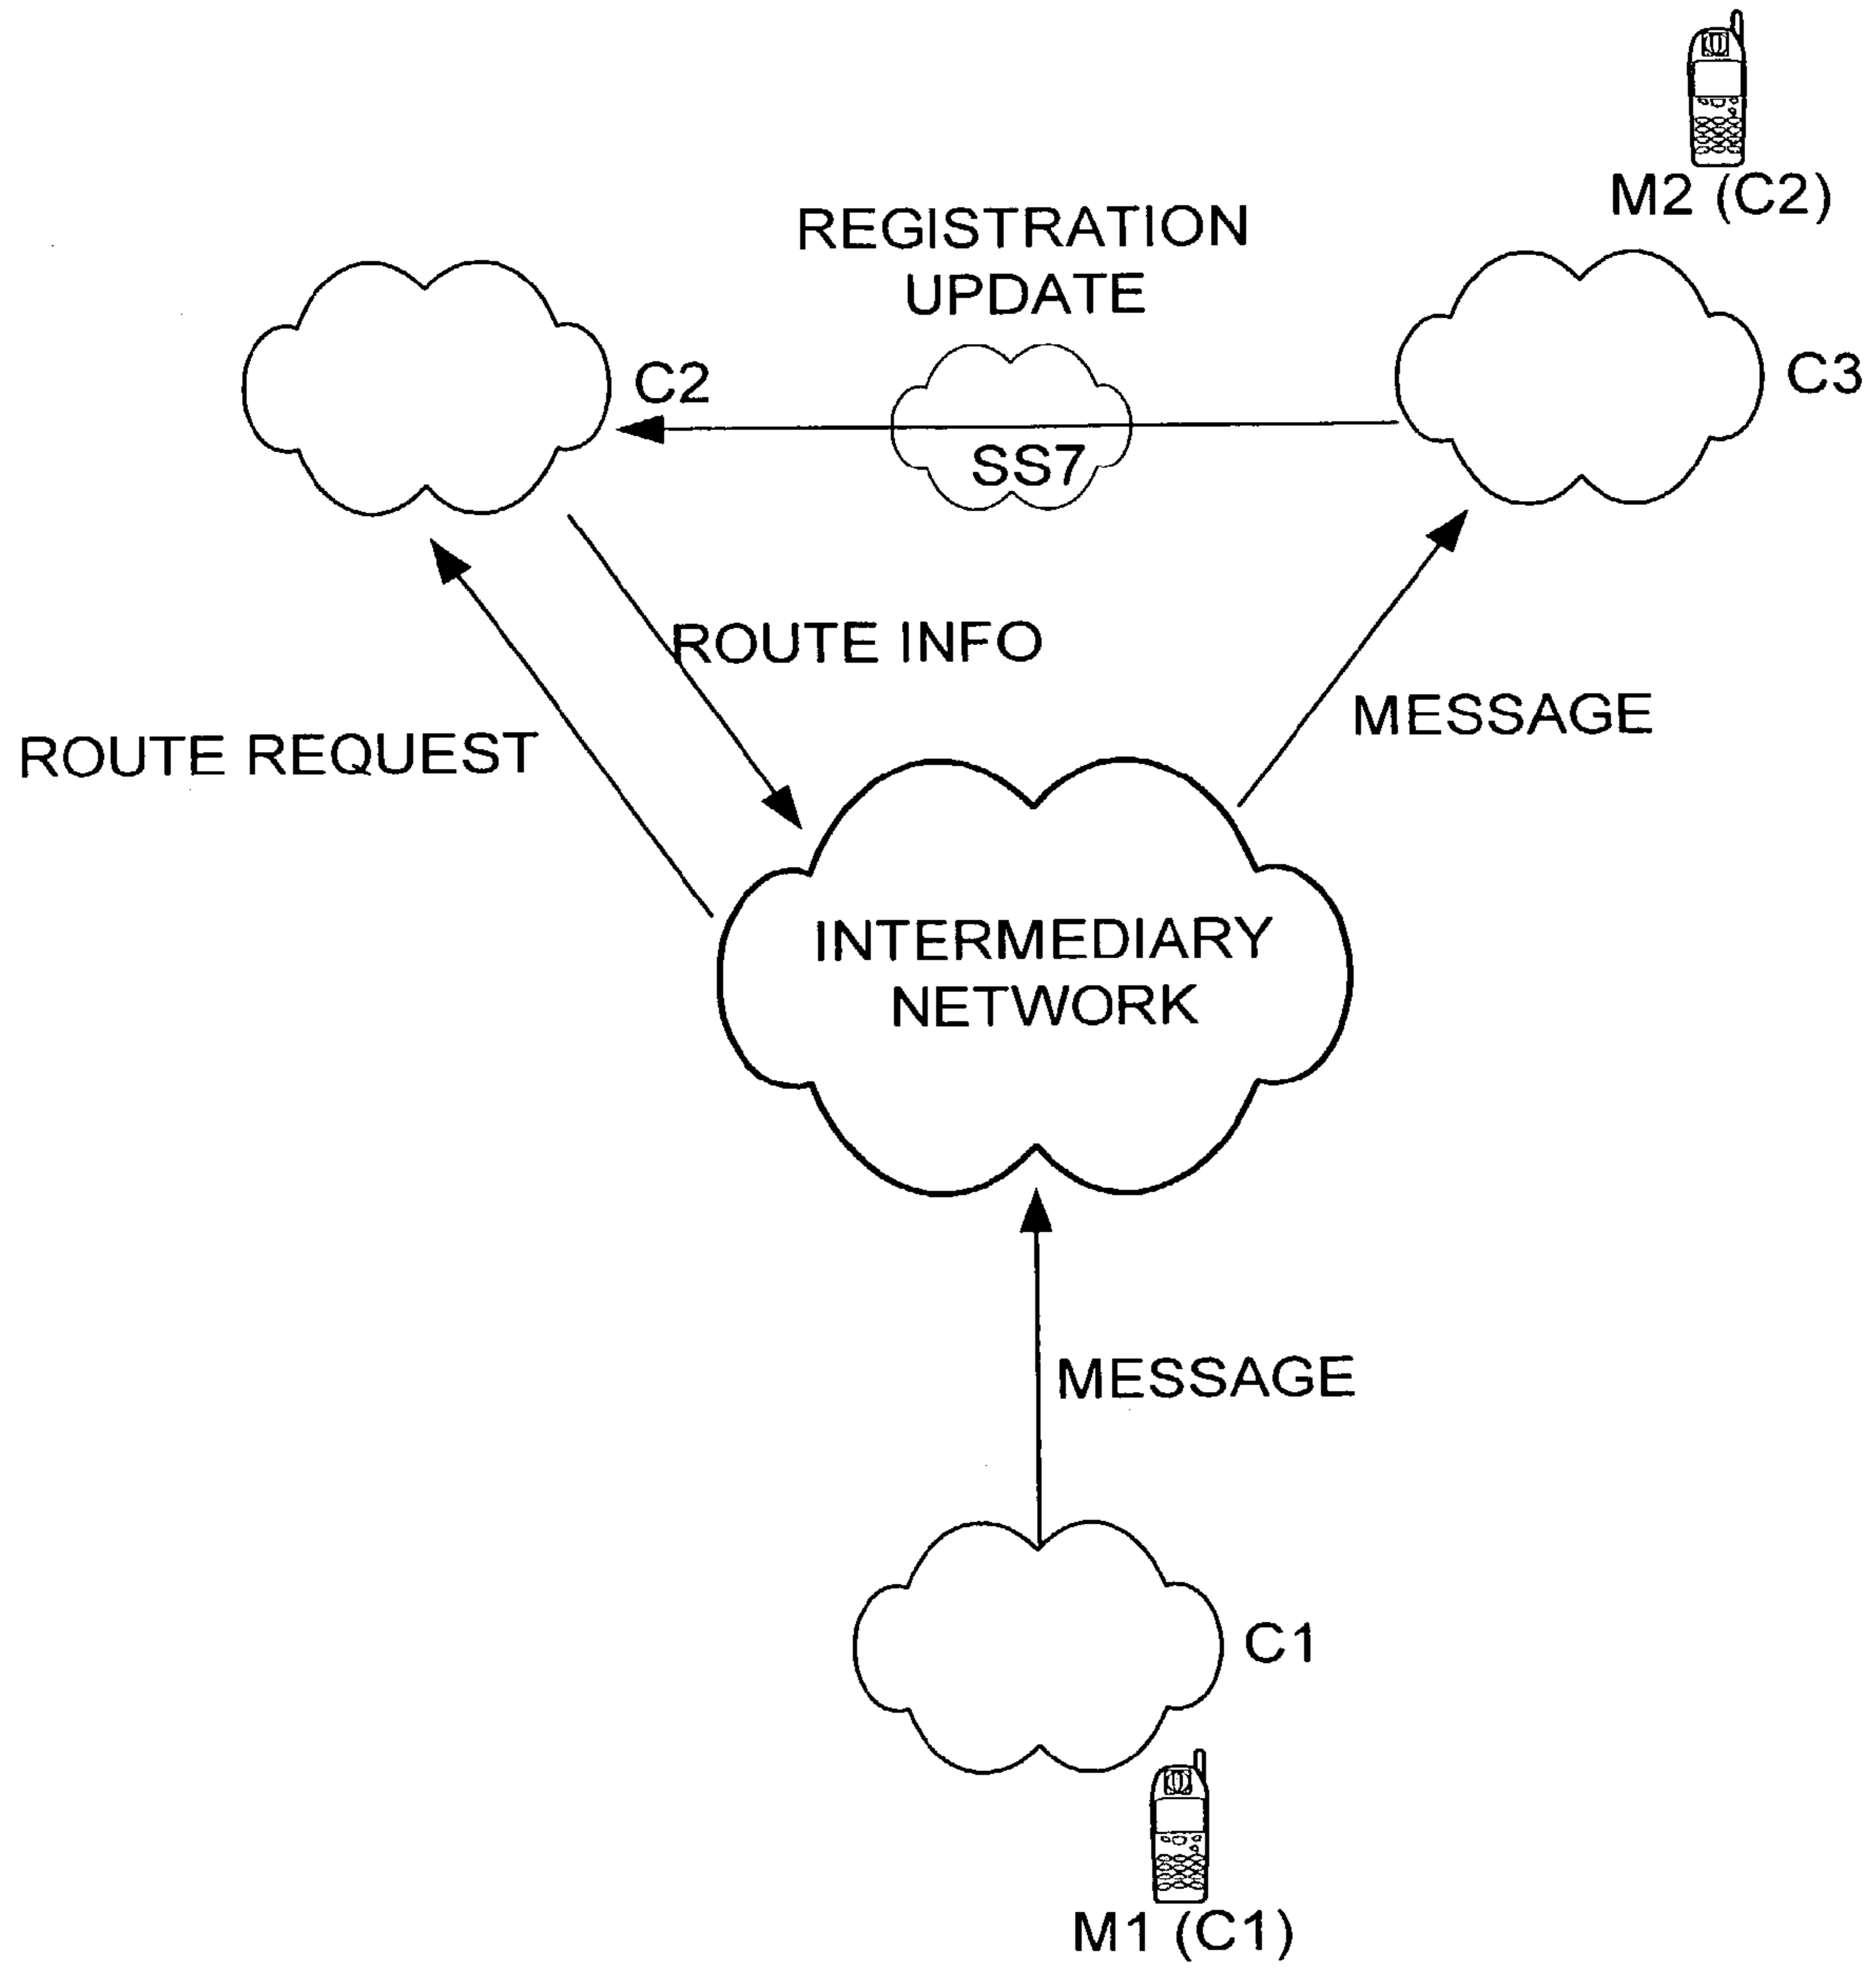 M2 (C2)
REGISTRATION
UPDATE
C2
C3
SS7
ROUTE INFO
MESSAGE
ROUTE REQUEST
INTERMEDIARY
NETWORK
MESSAGE
C1
M1 (C1)